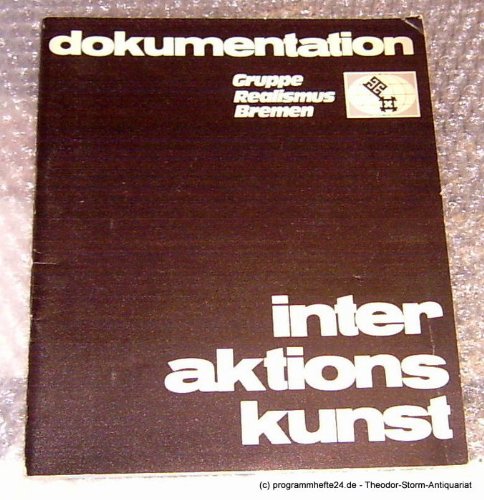 dokumentation
Gruppe
Realismus
Bremen
inter
aktions
kunst
(c) programmhefte24.de - Theodor-Storm-Antiquariat